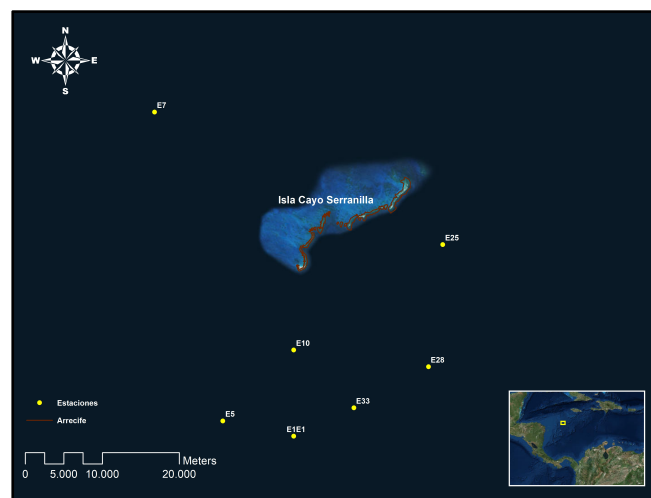 N
W E
S
E7
Isla Cayo Serranilla
E25
E10
E28
E33
E5
E1E1
Estaciones
Arrecife
Meters
0 5.000 10.000 20.000